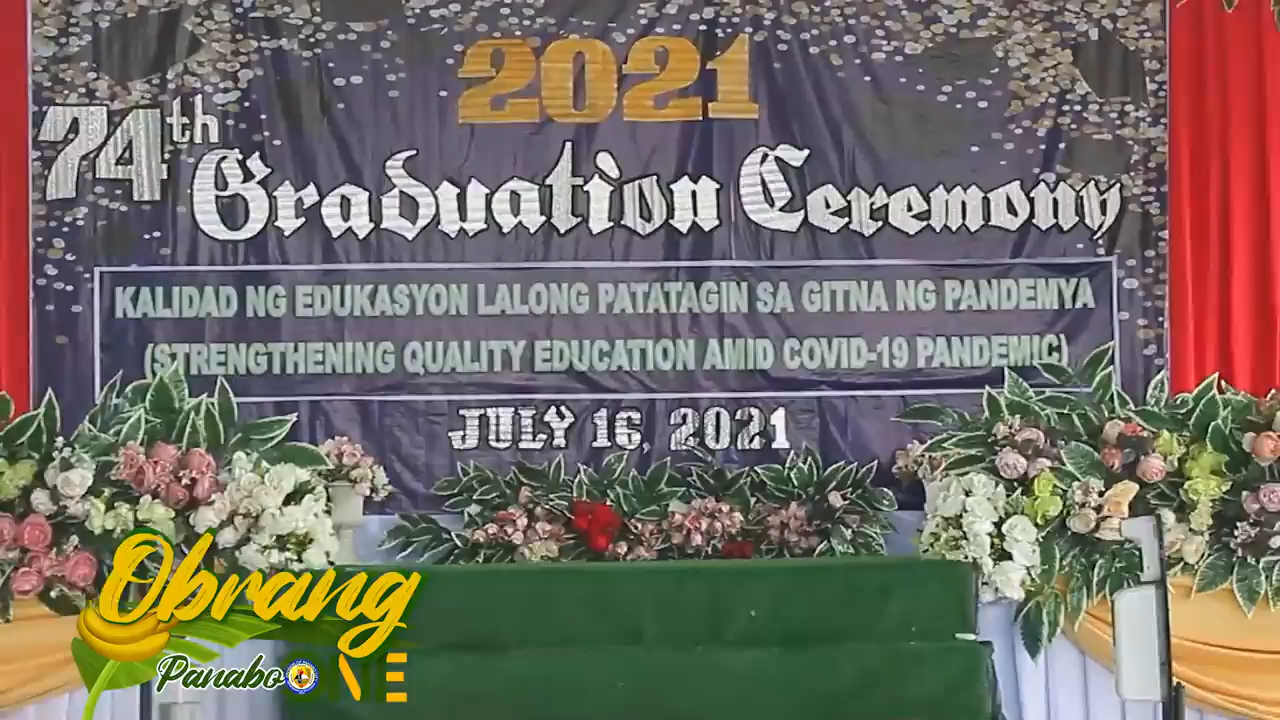 2021
74th
Graduation Ceremony
KALIDAD NG EDUKASYON LALONG PATATAGIN SA GITNA NG PANDEMYA
(STRENGTHENING QUALITY EDUCATION AMID COVID-19 PANDEMIC)
JULY 16, 2021
Obrang
Panabo
ONE